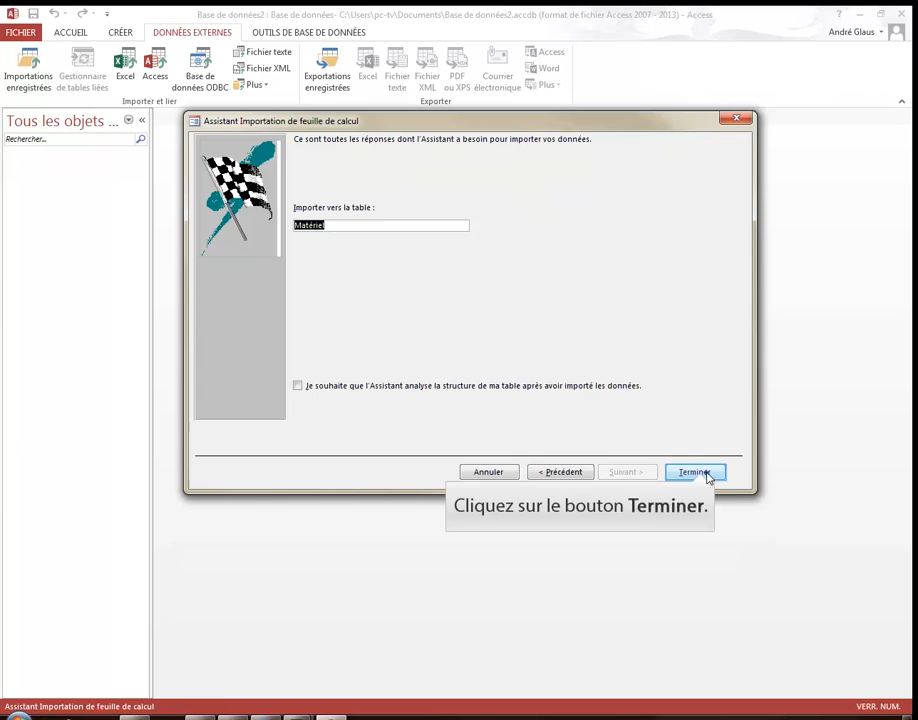 Base de données2 : Base de données- C:\Users\pc-tv\Documents\Base de données2.accdb (format de fichier Access 2007 - 2013) - Access
FICHIER ACCUEIL CRÉER DONNÉES EXTERNES OUTILS DE BASE DE DONNÉES André Glaus
Importations enregistrées
Gestionnaire de tables liées
Excel
Access
Base de données ODBC
Fichier texte
Fichier XML
Plus
Importer et lier
Exportations enregistrées
Excel
Fichier texte
Fichier XML
PDF ou XPS
Courrier électronique
Access
Word
Plus
Exporter
Tous les objets ...
Rechercher...
Assistant Importation de feuille de calcul
Ce sont toutes les réponses dont l'Assistant a besoin pour importer vos données.
Importer vers la table :
Matériel
Je souhaite que l'Assistant analyse la structure de ma table après avoir importé les données.
Annuler < Précédent Suivant > Terminer
Cliquez sur le bouton Terminer.
Assistant Importation de feuille de calcul VERR. NUM.